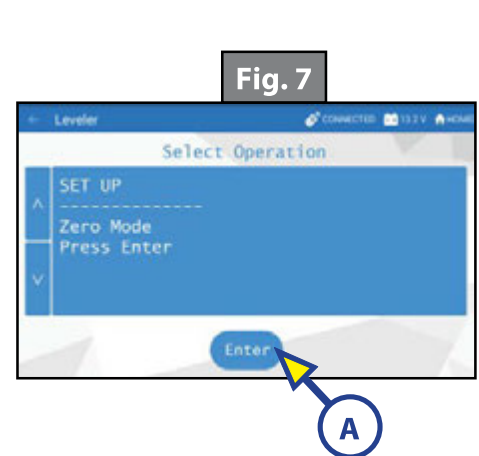 Fig. 7
← Leveler CONNECTED 13.2 V HOME
Select Operation
SET UP
--------------
Zero Mode
Press Enter
Enter
A